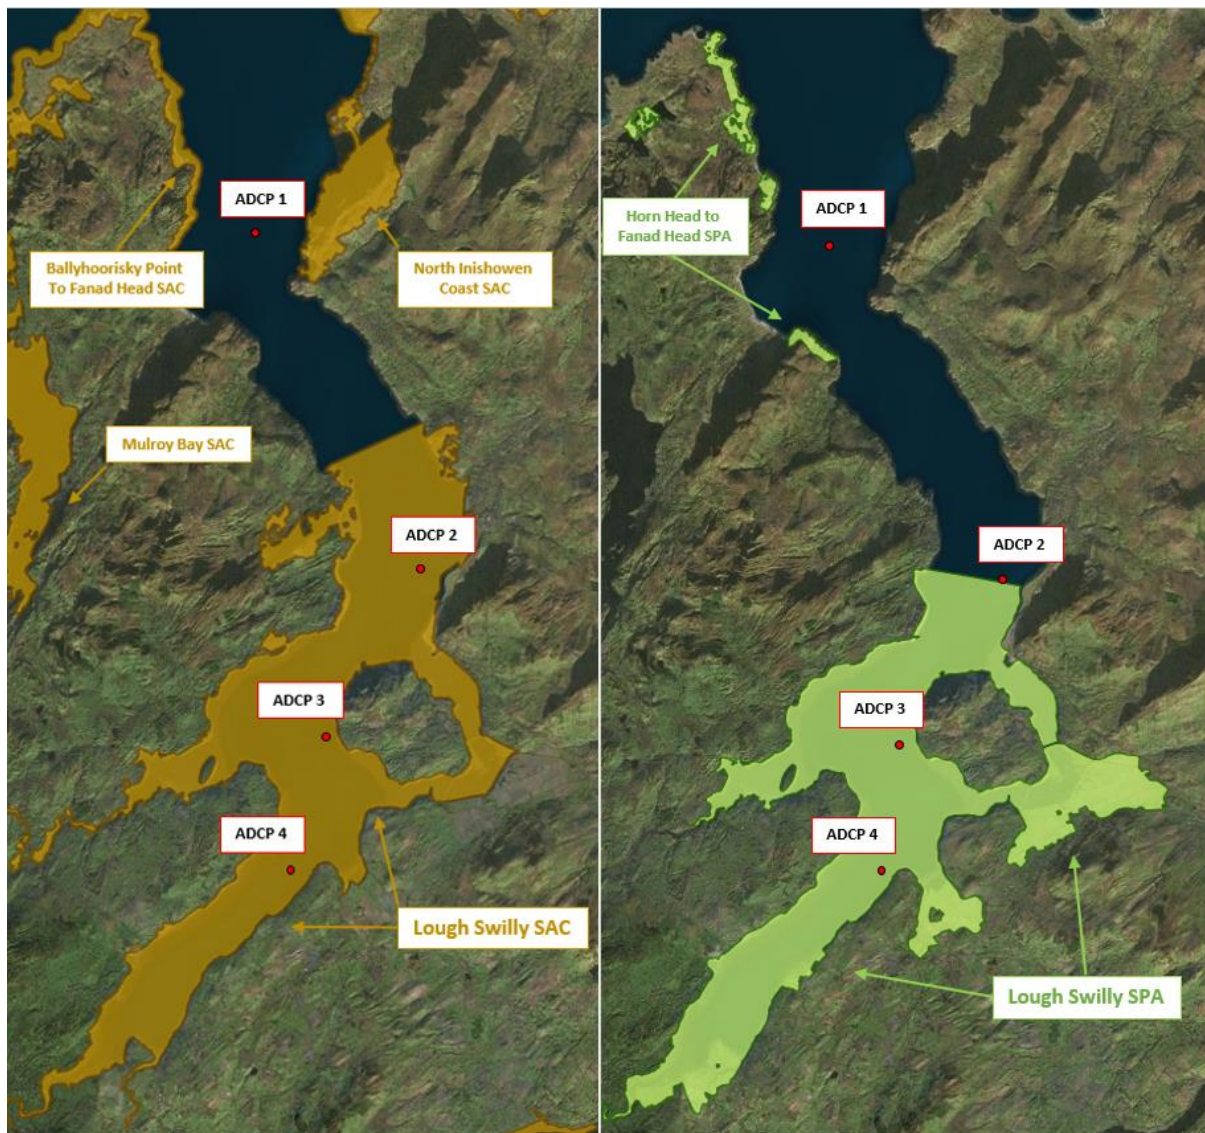 ADCP 1
Ballyhoorisky Point
To Fanad Head SAC
North Inishowen
Coast SAC
Mulroy Bay SAC
ADCP 2
ADCP 3
ADCP 4
Lough Swilly SAC
Horn Head to
Fanad Head SPA
ADCP 1
ADCP 2
ADCP 3
ADCP 4
Lough Swilly SPA